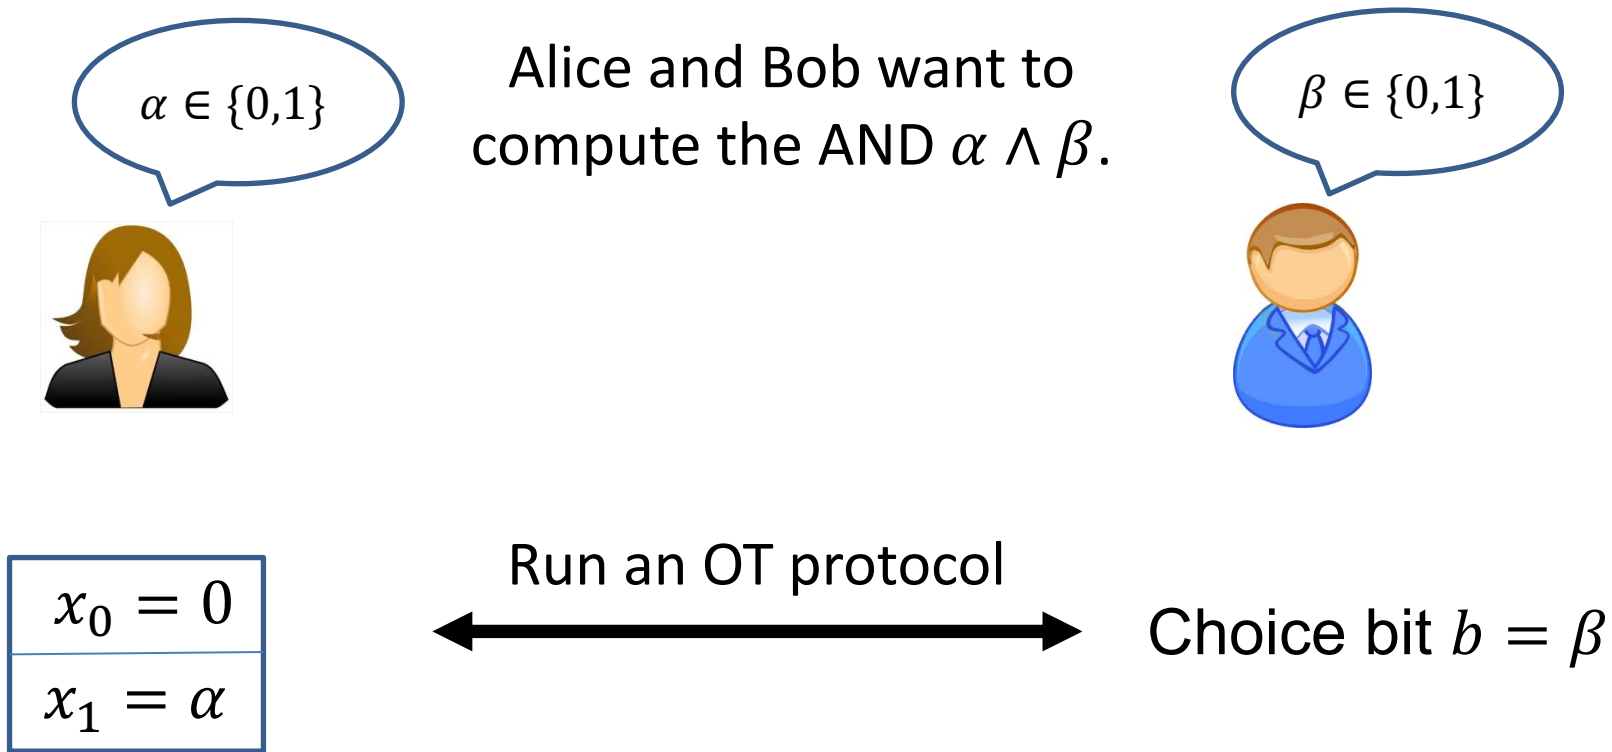 α ∈ {0,1}
Alice and Bob want to
compute the AND α ∧ β.
β ∈ {0,1}
Run an OT protocol
x₀ = 0
x₁ = α
Choice bit b = β